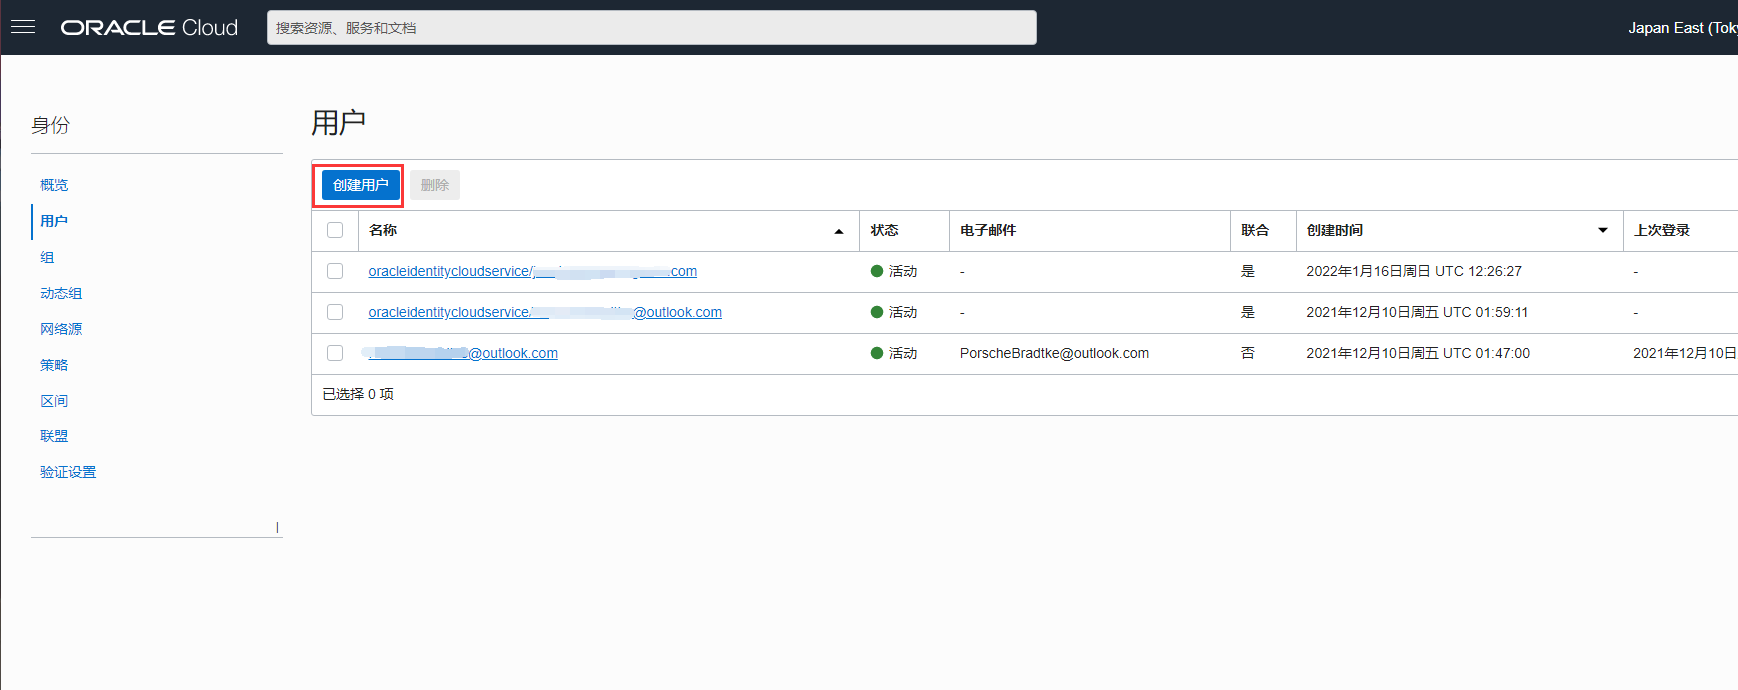 ORACLE Cloud
搜索资源、服务和文档
Japan East (Tok
身份
概览
用户
组
动态组
网络源
策略
区间
联盟
验证设置
用户
创建用户 删除
名称 状态 电子邮件 联合 创建时间 上次登录
oracleidentitycloudservice/ .com 活动 - 是 2022年1月16日周日 UTC 12:26:27 -
oracleidentitycloudservice/ @outlook.com 活动 - 是 2021年12月10日周五 UTC 01:59:11 -
@outlook.com 活动 PorscheBradtke@outlook.com 否 2021年12月10日周五 UTC 01:47:00 2021年12月10日
已选择 0 项